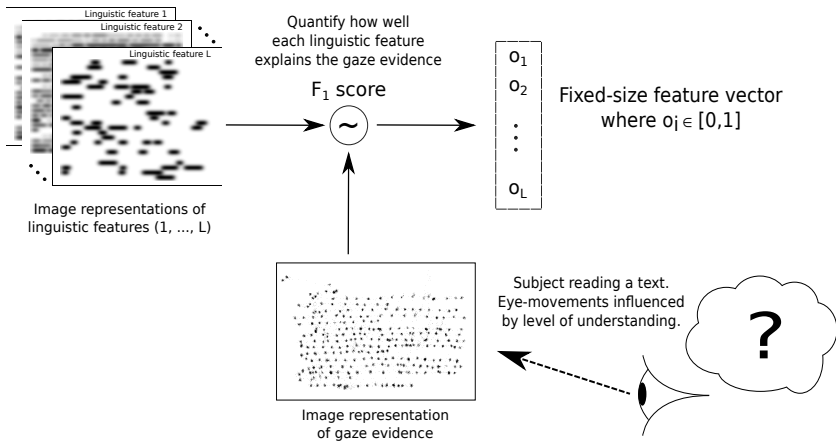 Linguistic feature 1
Linguistic feature 2
Linguistic feature L
Image representations of
linguistic features (1, ..., L)
Quantify how well
each linguistic feature
explains the gaze evidence
F₁ score
~
o₁
o₂
⋮
o_L
Fixed-size feature vector
where o_i ∈ [0,1]
Image representation
of gaze evidence
Subject reading a text.
Eye-movements influenced
by level of understanding.
?